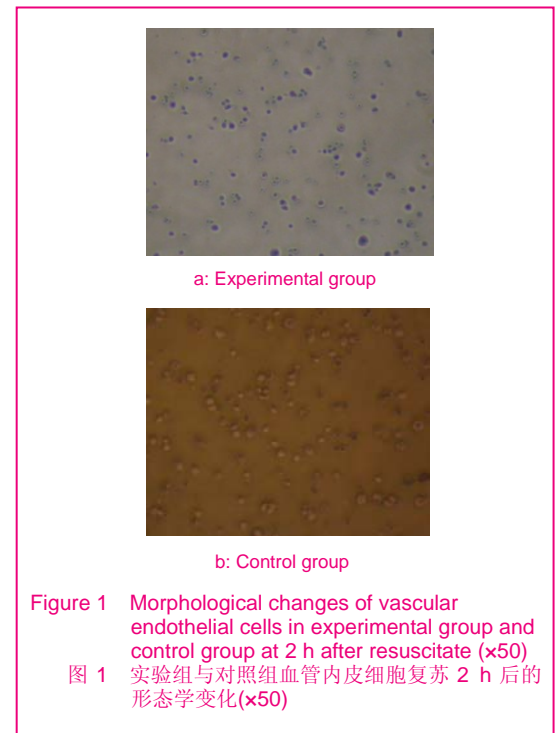 a: Experimental group
b: Control group
Figure 1 Morphological changes of vascular
endothelial cells in experimental group and
control group at 2 h after resuscitate (×50)
图 1 实验组与对照组血管内皮细胞复苏 2 h 后的
形态学变化(×50)